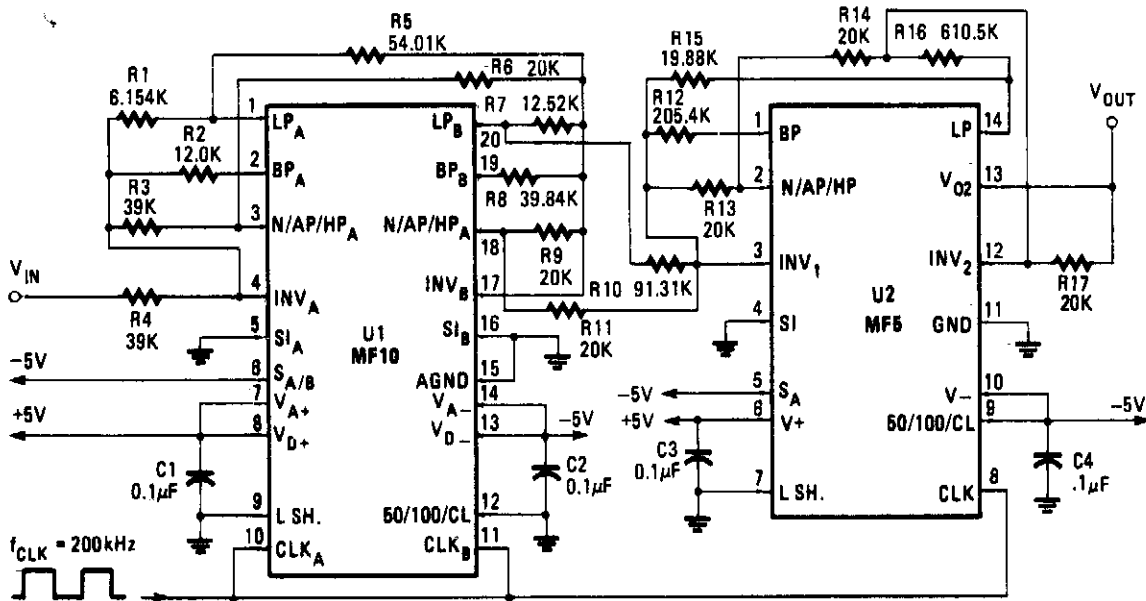 R5
54.01K
R6 20K
R1
6.154K
R2
12.0K
R3
39K
V_IN
R4
39K
-5V
+5V
C1
0.1μF
f_CLK = 200kHz
1 LP_A
2 BP_A
3 N/AP/HP_A
4 INV_A
5 SI_A
6 S_A/B
7 V_A+
8 V_D+
9 L SH.
10 CLK_A
U1
MF10
LP_B 20
BP_B 19
N/AP/HP_A 18
INV_B 17
SI_B 16
AGND 15
V_A- 14
V_D- 13
50/100/CL 12
CLK_B 11
R7 12.52K
R8 39.84K
R9
20K
R10 91.31K
R11
20K
-5V
C2
0.1μF
R14
20K
R16 610.5K
R15
19.88K
R12
205.4K
R13
20K
1 BP
2 N/AP/HP
3 INV_1
4 SI
5 S_A
6 V+
7 L SH.
-5V
+5V
C3
0.1μF
U2
MF5
LP 14
V_O2 13
INV_2 12
GND 11
V- 10
50/100/CL 9
CLK 8
V_OUT
R17
20K
-5V
C4
.1μF